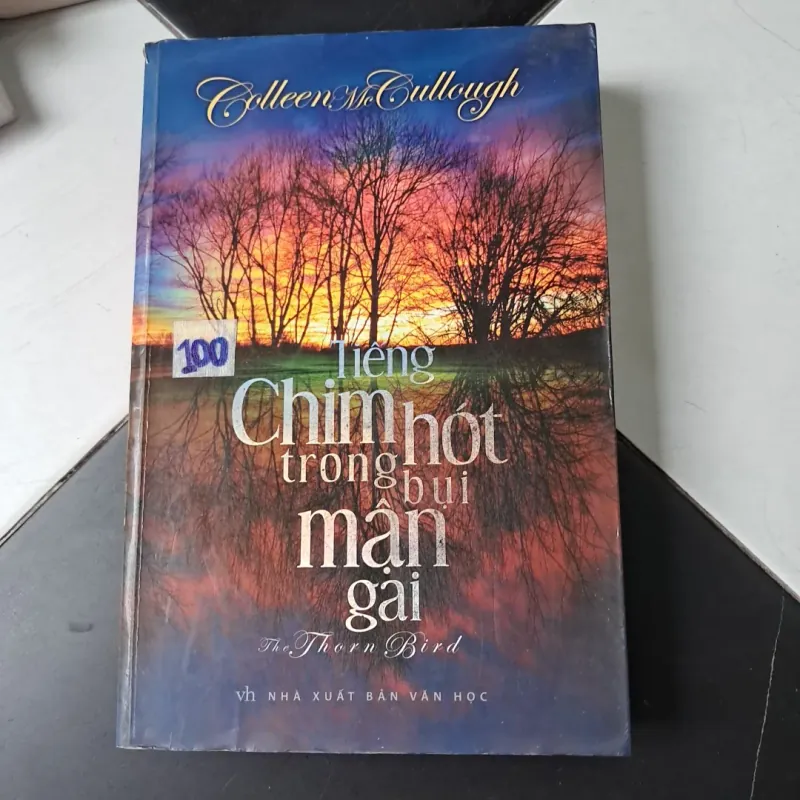 Colleen McCullough
100
Tiếng
Chim hót
trong bụi
mận
gai
The Thorn Bird
vh NHÀ XUẤT BẢN VĂN HỌC